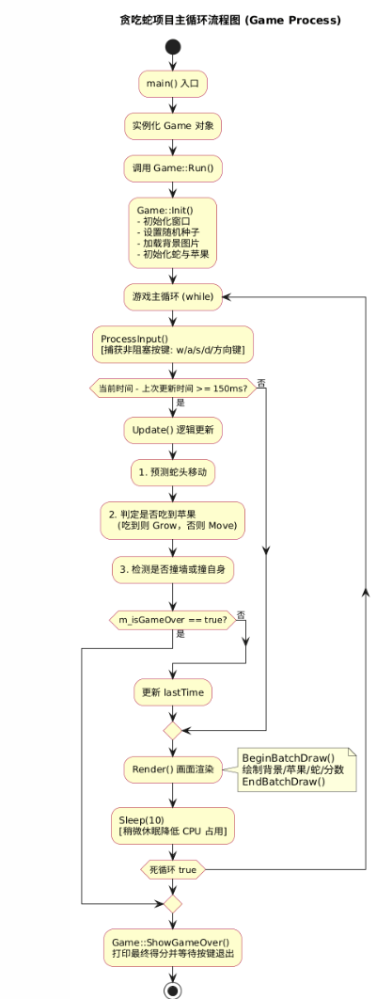 贪吃蛇项目主循环流程图 (Game Process)
main() 入口
实例化 Game 对象
调用 Game::Run()
Game::Init()
- 初始化窗口
- 设置随机种子
- 加载背景图片
- 初始化蛇与苹果
游戏主循环 (while)
ProcessInput()
[捕获非阻塞按键: w/a/s/d/方向键]
当前时间 - 上次更新时间 >= 150ms?
否
是
Update() 逻辑更新
1. 预测蛇头移动
2. 判定是否吃到苹果
(吃到则 Grow，否则 Move)
3. 检测是否撞墙或撞自身
m_isGameOver == true?
否
是
更新 lastTime
Render() 画面渲染
BeginBatchDraw()
绘制背景/苹果/蛇/分数
EndBatchDraw()
Sleep(10)
[稍微休眠降低 CPU 占用]
死循环 true
Game::ShowGameOver()
打印最终得分并等待按键退出